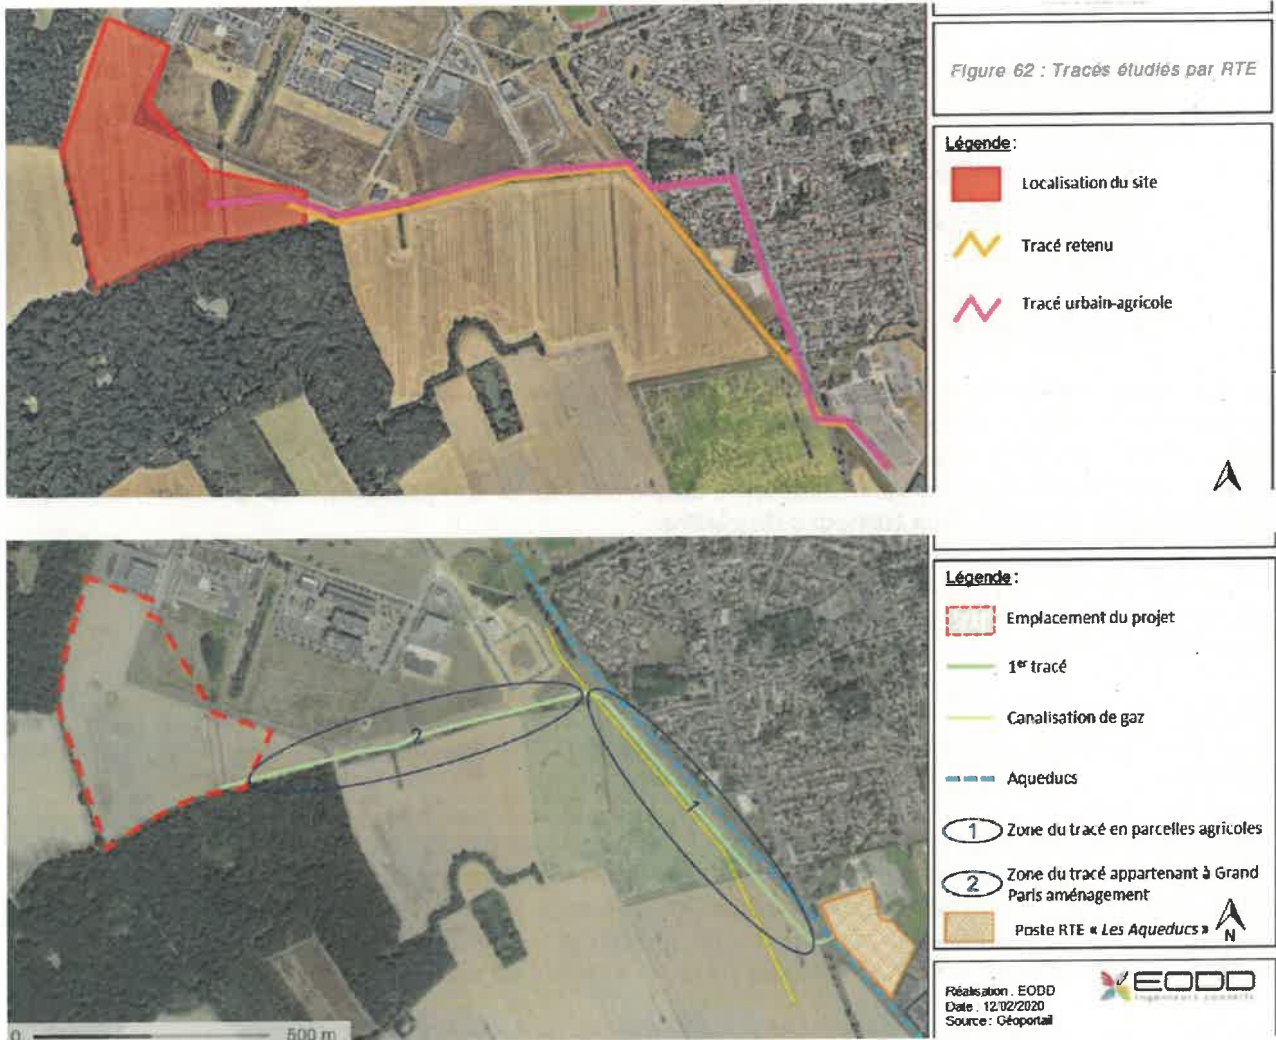 Figure 62 : Tracés étudiés par RTE
Légende :
Localisation du site
Tracé retenu
Tracé urbain-agricole
Légende :
Emplacement du projet
1er tracé
Canalisation de gaz
Aqueducs
1 Zone du tracé en parcelles agricoles
2 Zone du tracé appartenant à Grand
Paris aménagement
Poste RTE « Les Aqueducs »
N
2
1
0 500 m
Réalisation : EODD
Date : 12/02/2020
Source : Géoportail
EODD
Ingénieurs conseils